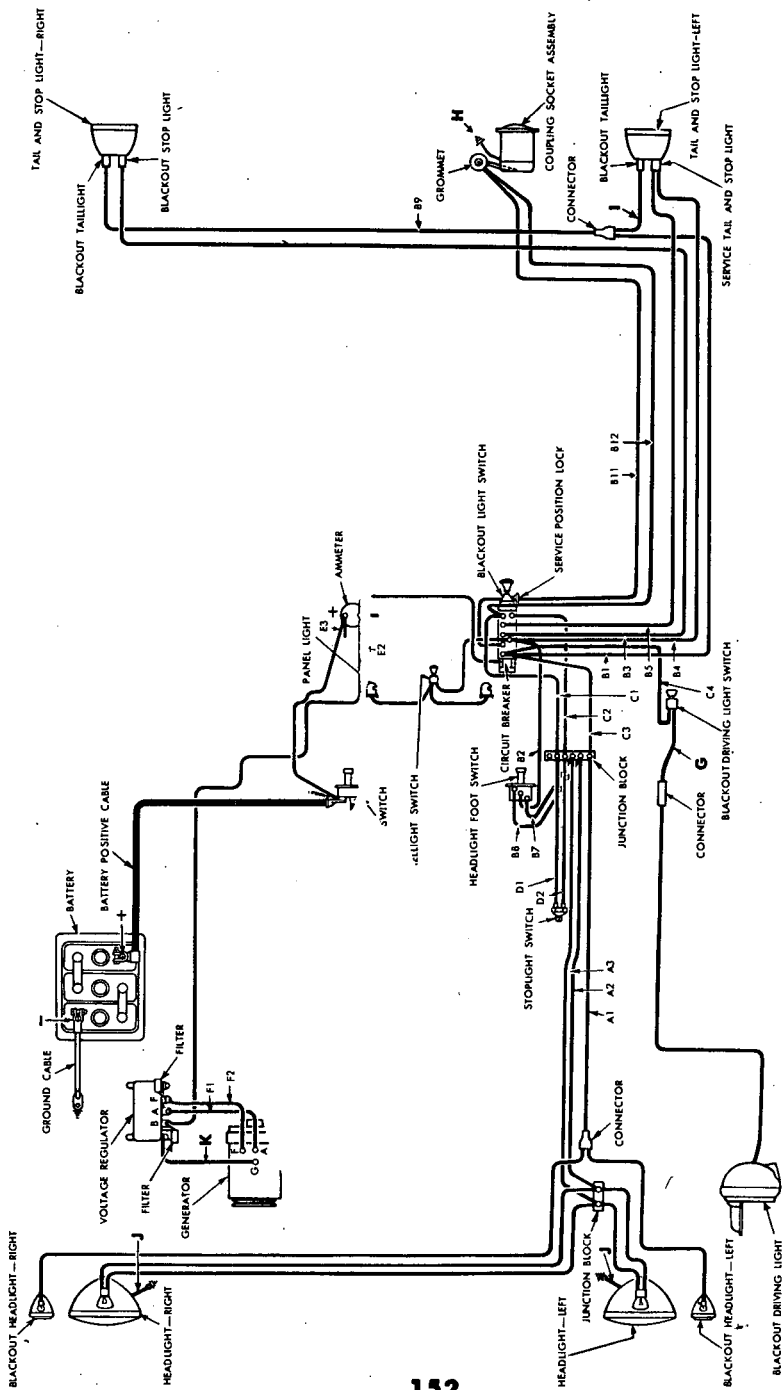 TAIL AND STOP LIGHT—RIGHT
BLACKOUT TAILLIGHT
BLACKOUT STOP LIGHT
B9
GROMMET
H
COUPLING SOCKET ASSEMBLY
CONNECTOR
I
BLACKOUT TAILLIGHT
TAIL AND STOP LIGHT-LEFT
SERVICE TAIL AND STOP LIGHT
B11
B12
BATTERY
BATTERY POSITIVE CABLE
+
-
GROUND CABLE
PANEL LIGHT
AMMETER
E3
+
-
E2
SWITCH
LIGHT SWITCH
BLACKOUT LIGHT SWITCH
SERVICE POSITION LOCK
CIRCUIT BREAKER
HEADLIGHT FOOT SWITCH
B2
B8
B7
C1
C2
C3
B1
B3
B5
B4
C4
JUNCTION BLOCK
BLACKOUT DRIVING LIGHT SWITCH
G
CONNECTOR
D1
D2
STOPLIGHT SWITCH
A3
A2
A1
VOLTAGE REGULATOR
FILTER
B A F
F1
F2
FILTER
K
GENERATOR
F
A
G
CONNECTOR
BLACKOUT HEADLIGHT—RIGHT
J
HEADLIGHT—RIGHT
JUNCTION BLOCK
J
HEADLIGHT—LEFT
BLACKOUT HEADLIGHT—LEFT
BLACKOUT DRIVING LIGHT
152